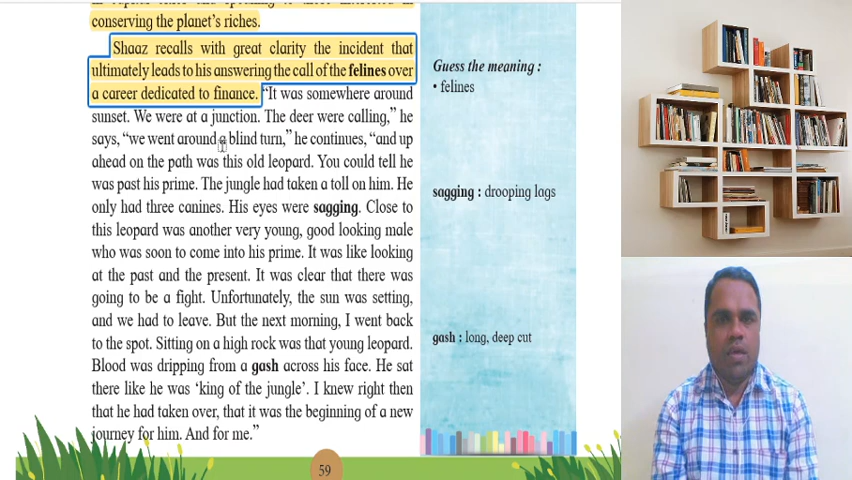 conserving the planet's riches.
Shaaz recalls with great clarity the incident that
ultimately leads to his answering the call of the felines over
a career dedicated to finance. "It was somewhere around
sunset. We were at a junction. The deer were calling," he
says, "we went around a blind turn," he continues, "and up
ahead on the path was this old leopard. You could tell he
was past his prime. The jungle had taken a toll on him. He
only had three canines. His eyes were sagging. Close to
this leopard was another very young, good looking male
who was soon to come into his prime. It was like looking
at the past and the present. It was clear that there was
going to be a fight. Unfortunately, the sun was setting,
and we had to leave. But the next morning, I went back
to the spot. Sitting on a high rock was that young leopard.
Blood was dripping from a gash across his face. He sat
there like he was 'king of the jungle'. I knew right then
that he had taken over, that it was the beginning of a new
journey for him. And for me."
Guess the meaning :
• felines
sagging : drooping lags
gash : long, deep cut
59